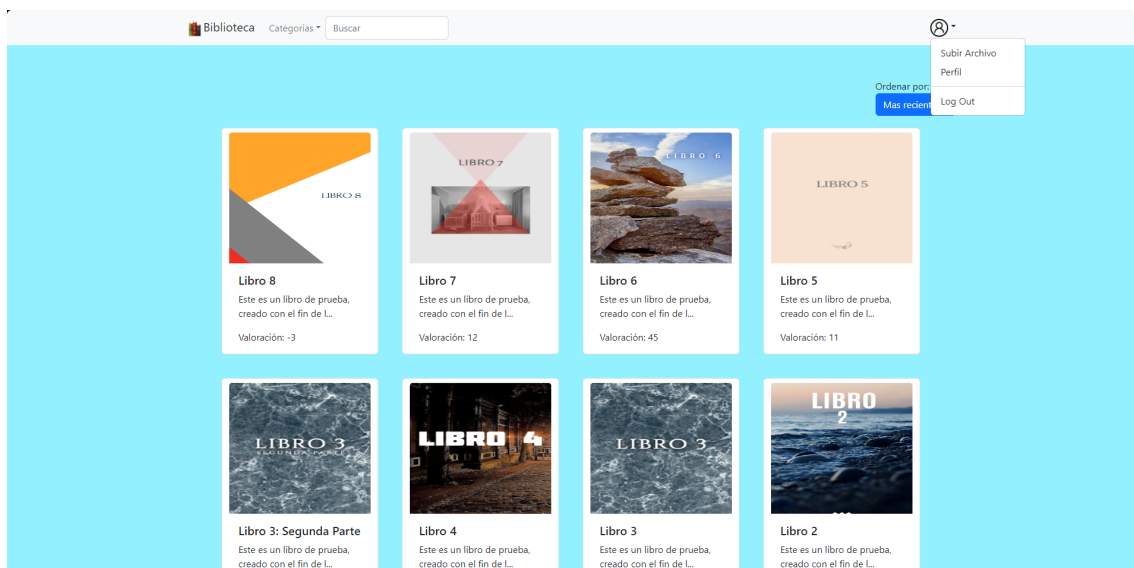 Biblioteca Categorias Buscar
Subir Archivo
Perfil
Log Out
Ordenar por:
Mas recient
LIBRO 8
LIBRO 7
LIBRO 6
LIBRO 5
Libro 8
Este es un libro de prueba,
creado con el fin de l...
Valoración: -3
Libro 7
Este es un libro de prueba,
creado con el fin de l...
Valoración: 12
Libro 6
Este es un libro de prueba,
creado con el fin de l...
Valoración: 45
Libro 5
Este es un libro de prueba,
creado con el fin de l...
Valoración: 11
LIBRO 3
SEGUNDA PARTE
LIBRO 4
LIBRO 3
LIBRO
2
Libro 3: Segunda Parte
Este es un libro de prueba,
creado con el fin de l...
Libro 4
Este es un libro de prueba,
creado con el fin de l...
Libro 3
Este es un libro de prueba,
creado con el fin de l...
Libro 2
Este es un libro de prueba,
creado con el fin de l...